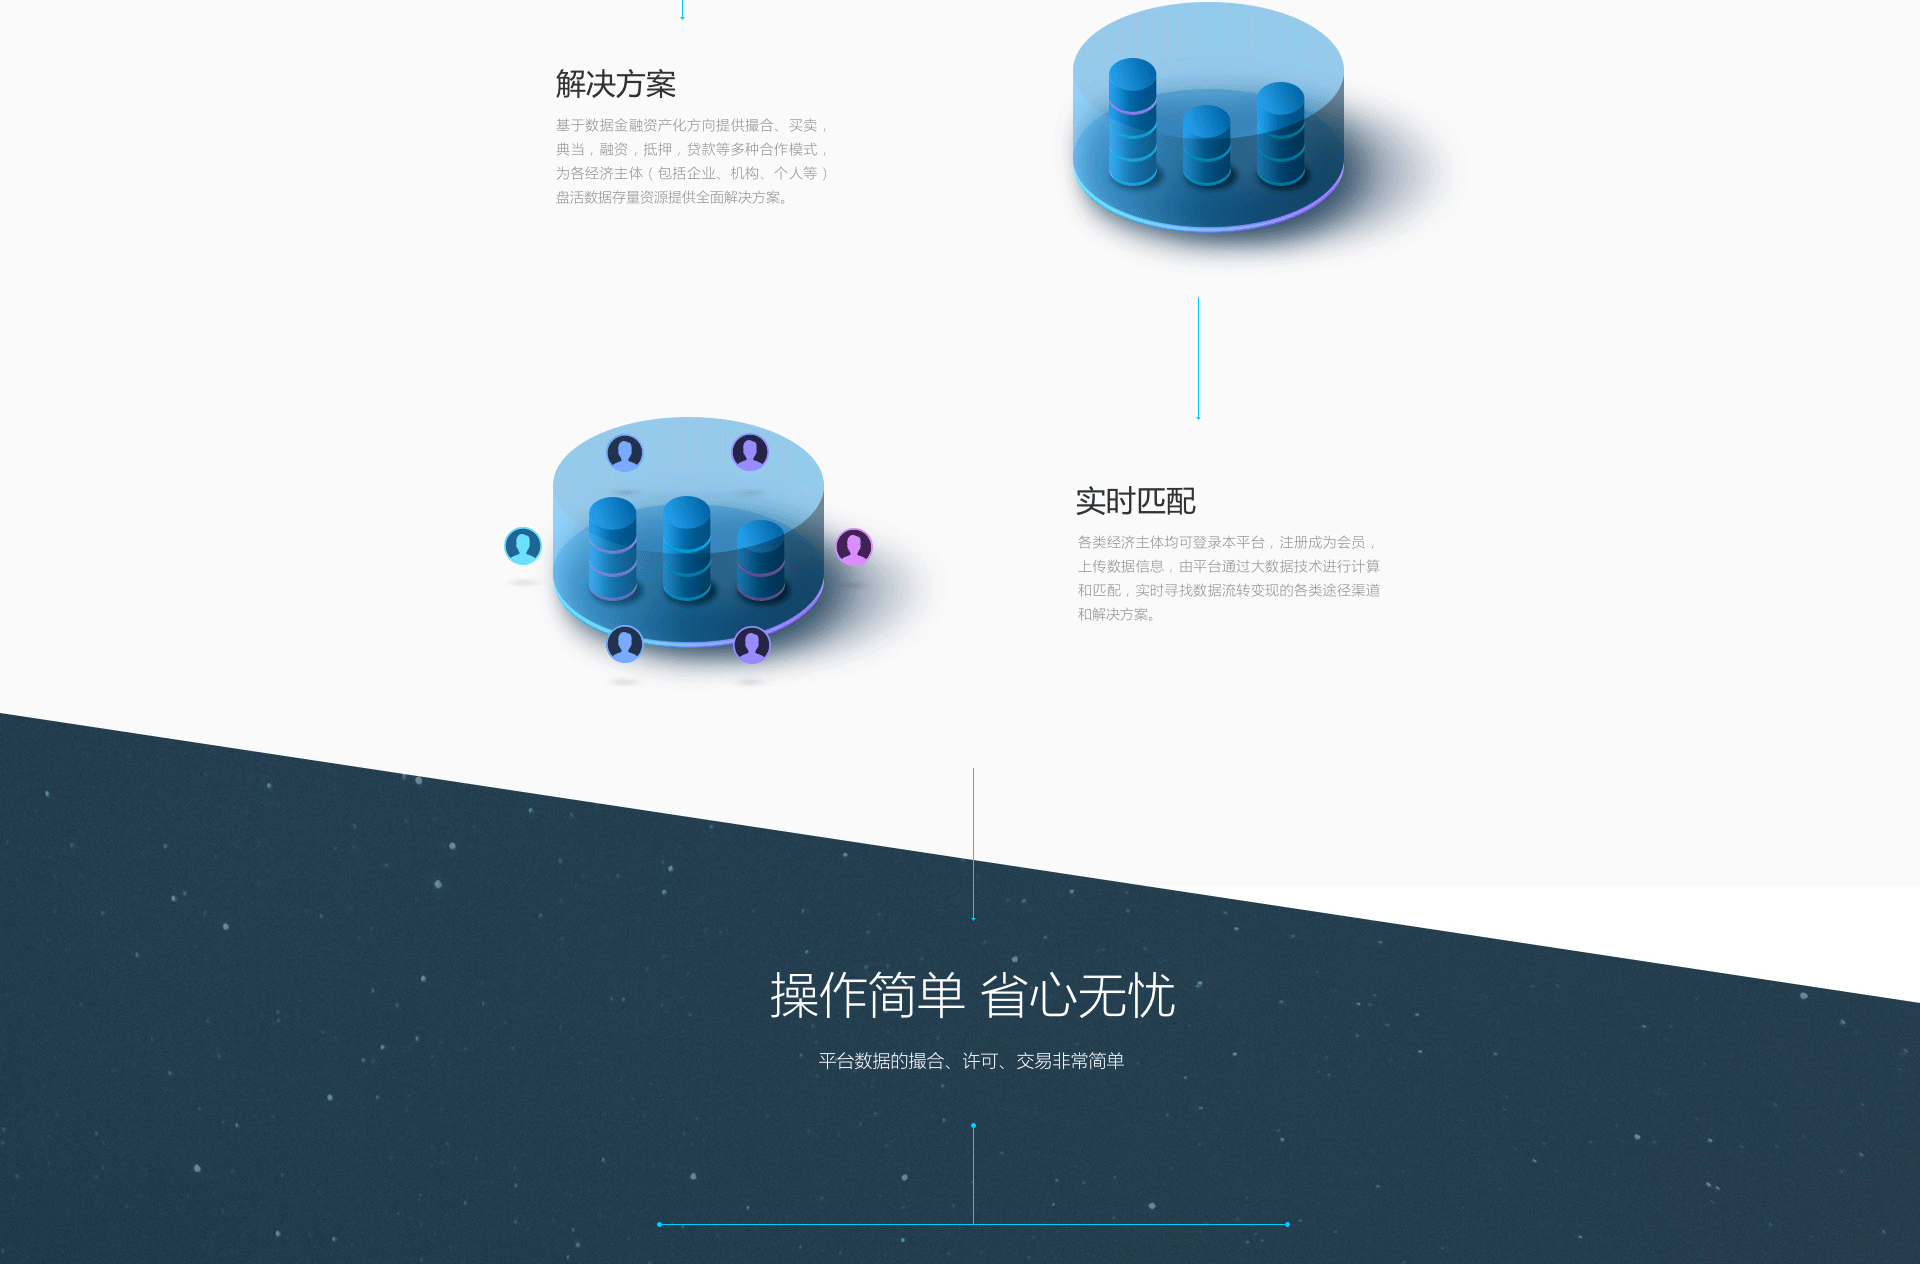 解决方案
基于数据金融资产化方向提供撮合、买卖，
典当，融资，抵押，贷款等多种合作模式，
为各经济主体（包括企业、机构、个人等）
盘活数据存量资源提供全面解决方案。
实时匹配
各类经济主体均可登录本平台，注册成为会员，
上传数据信息，由平台通过大数据技术进行计算
和匹配，实时寻找数据流转变现的各类途径渠道
和解决方案。
操作简单 省心无忧
平台数据的撮合、许可、交易非常简单